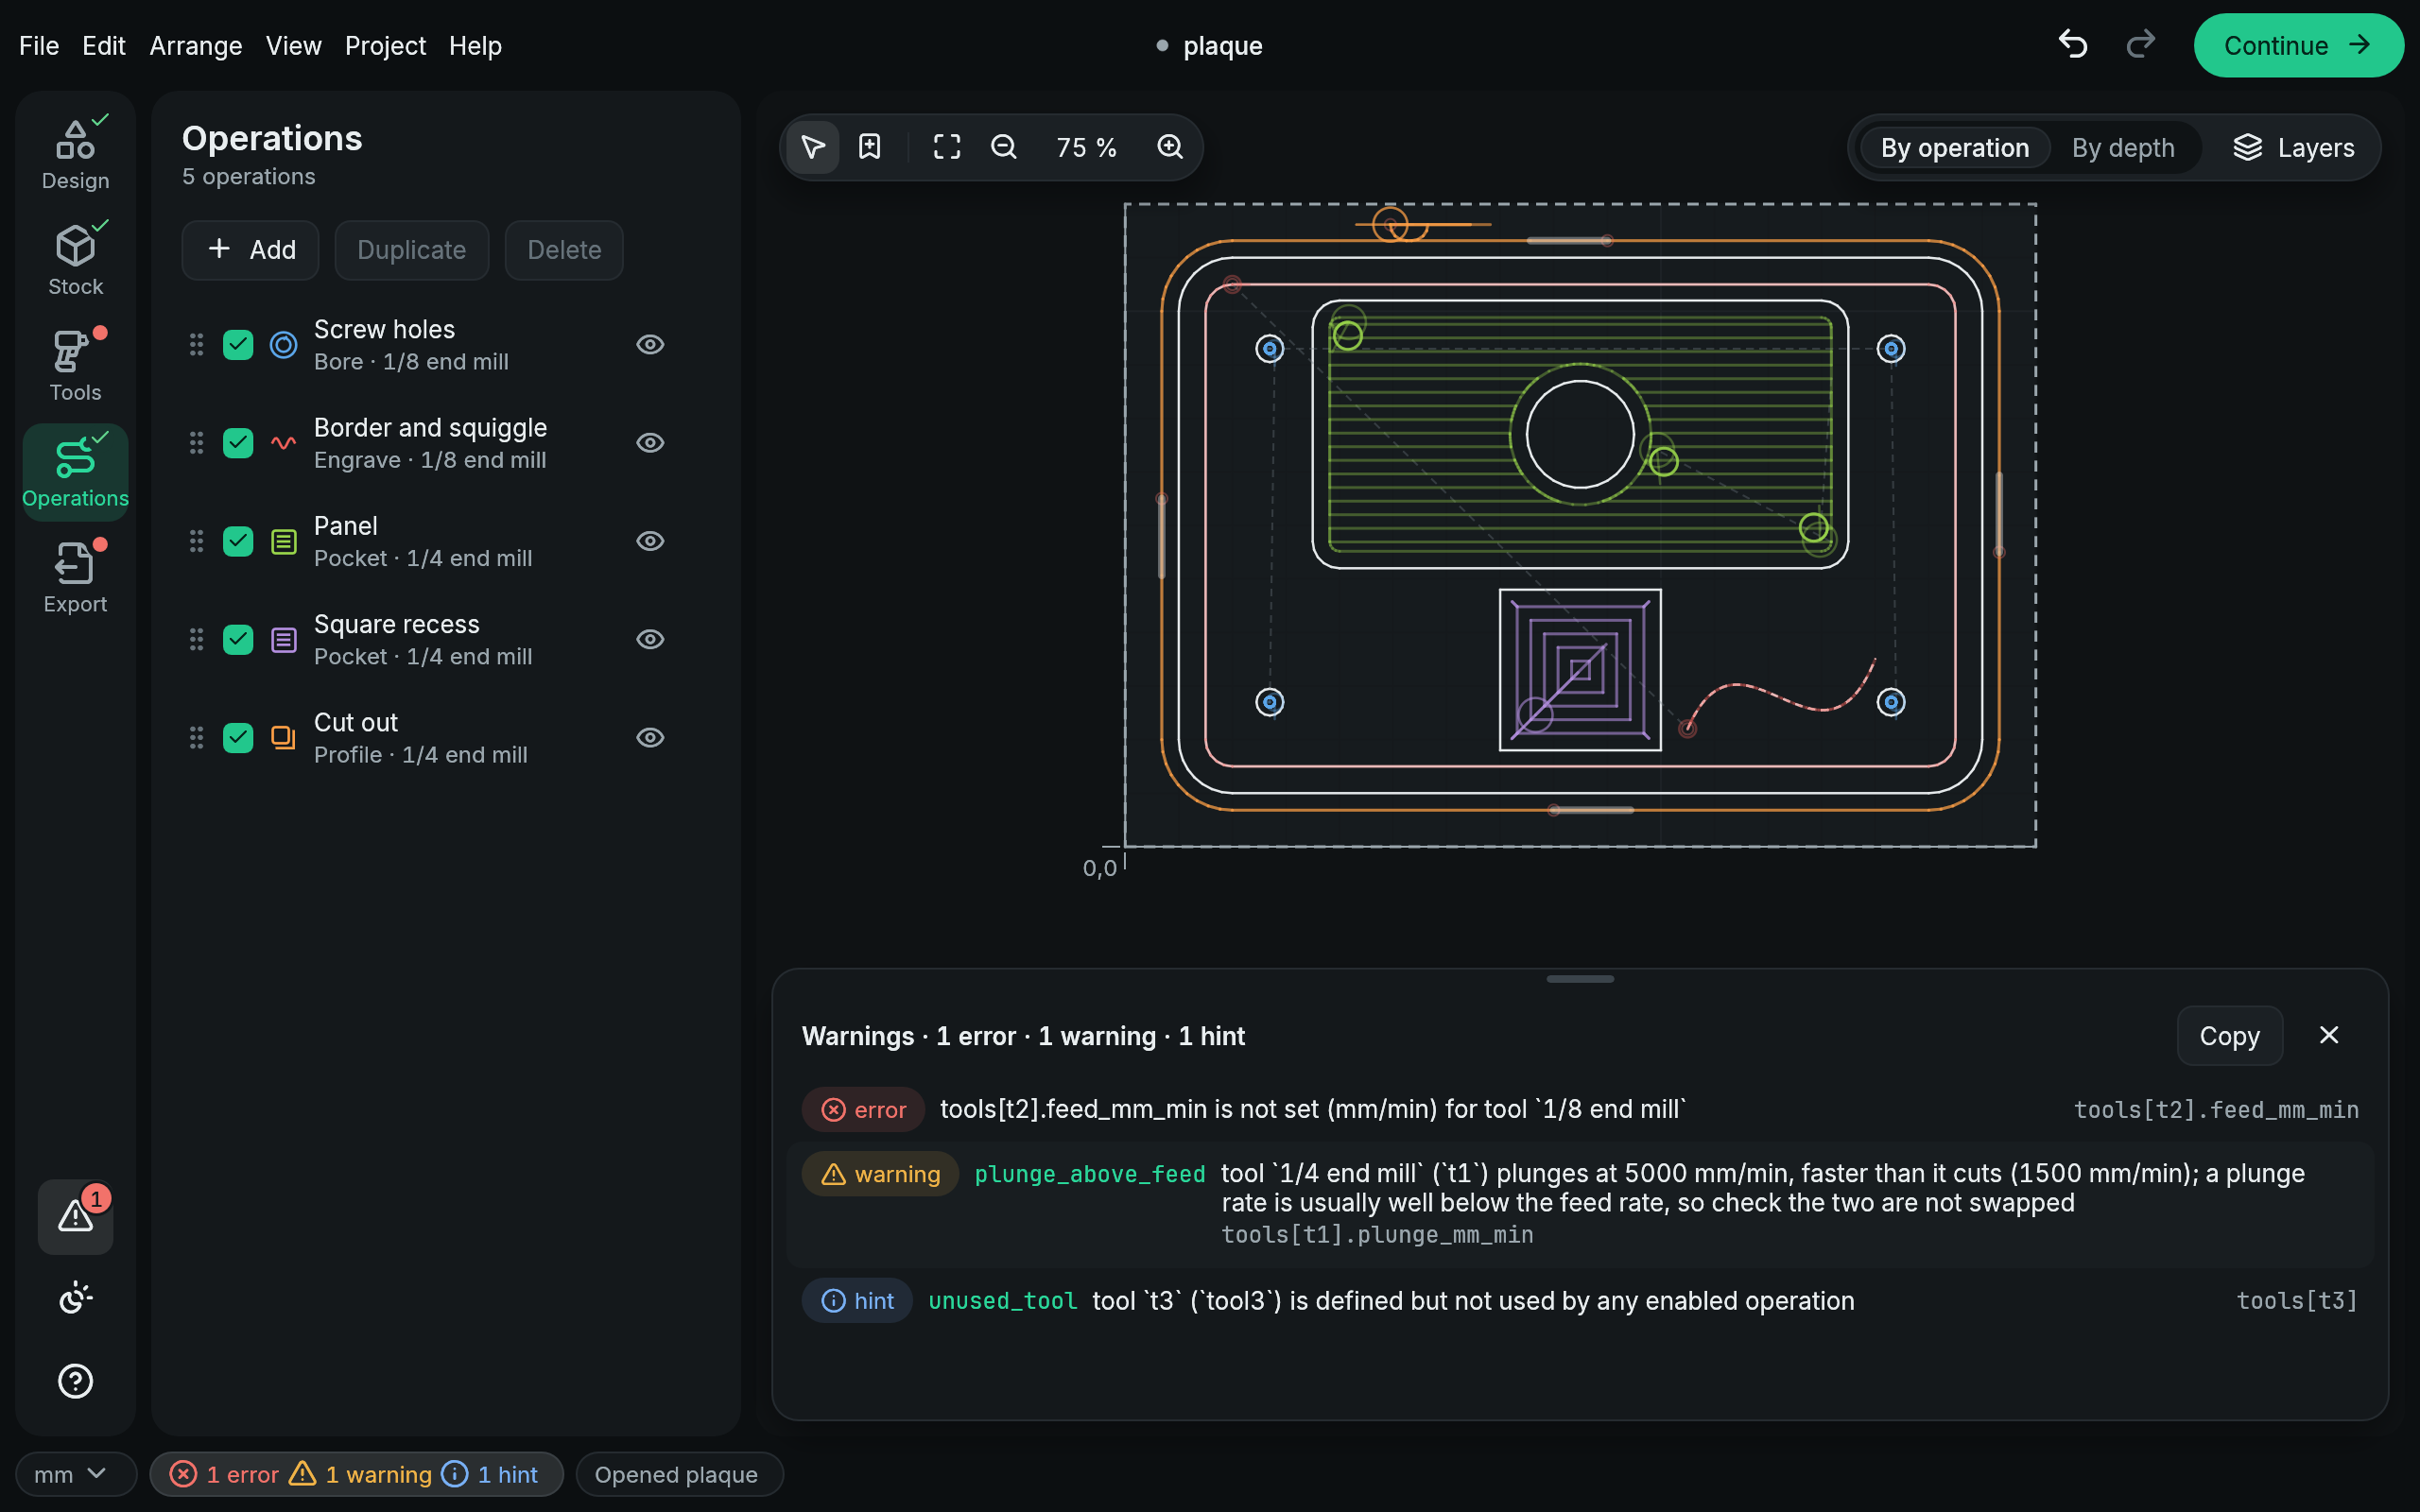 File Edit Arrange View Project Help
plaque
Continue
Design
Stock
Tools
Operations
Export
Operations
5 operations
Add Duplicate Delete
Screw holes
Bore · 1/8 end mill
Border and squiggle
Engrave · 1/8 end mill
Panel
Pocket · 1/4 end mill
Square recess
Pocket · 1/4 end mill
Cut out
Profile · 1/4 end mill
75 %
By operation By depth Layers
0,0
Warnings · 1 error · 1 warning · 1 hint
Copy
error tools[t2].feed_mm_min is not set (mm/min) for tool `1/8 end mill` tools[t2].feed_mm_min
warning plunge_above_feed tool `1/4 end mill` (`t1`) plunges at 5000 mm/min, faster than it cuts (1500 mm/min); a plunge
rate is usually well below the feed rate, so check the two are not swapped
tools[t1].plunge_mm_min
hint unused_tool tool `t3` (`tool3`) is defined but not used by any enabled operation tools[t3]
1
mm 1 error 1 warning 1 hint Opened plaque